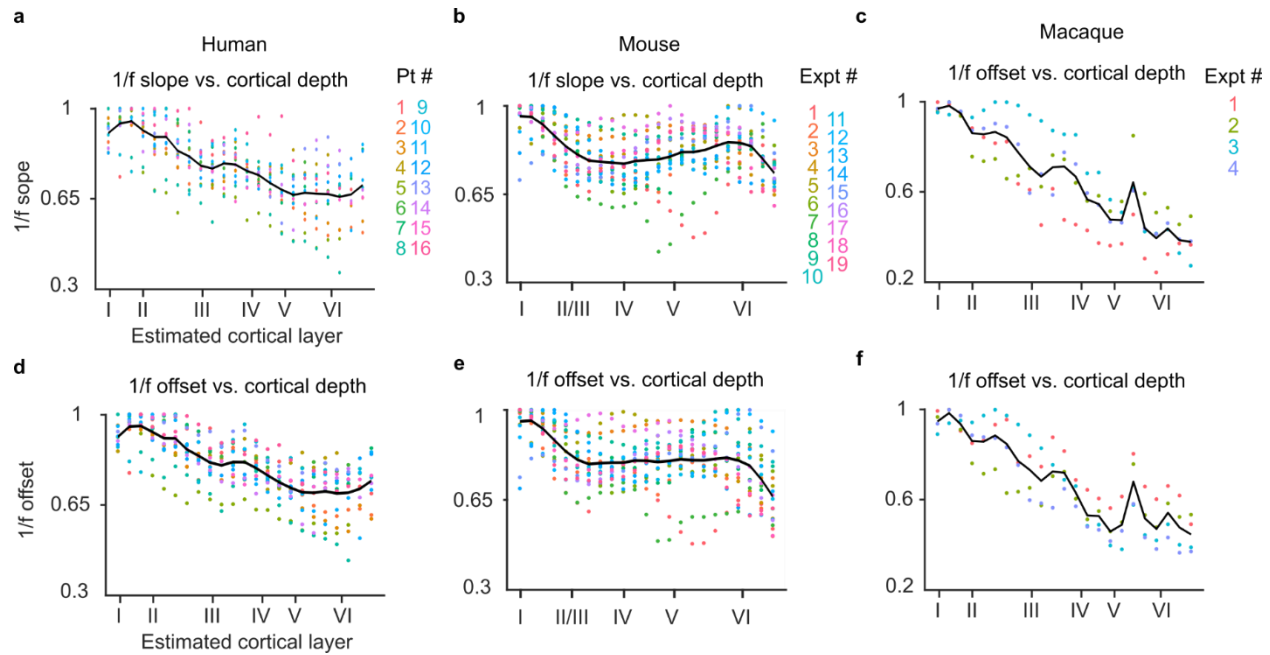 a
Human
1/f slope vs. cortical depth
Pt #
1 9
2 10
3 11
4 12
5 13
6 14
7 15
8 16
1
0.65
0.3
1/f sope
I II III IV V VI
Estimated cortical layer
b
Mouse
1/f slope vs. cortical depth
Expt #
1 11
2 12
3 13
4 14
5 15
6 16
7 17
8 18
9 19
10
1
0.65
0.3
I II/III IV V VI
c
Macaque
1/f offset vs. cortical depth
Expt #
1
2
3
4
1
0.6
0.2
I II III IV V VI
d
1/f offset vs. cortical depth
1
0.65
0.3
1/f offset
I II III IV V VI
Estimated cortical layer
e
1/f offset vs. cortical depth
1
0.65
0.3
I II/III IV V VI
f
1/f offset vs. cortical depth
1
0.6
0.2
I II III IV V VI